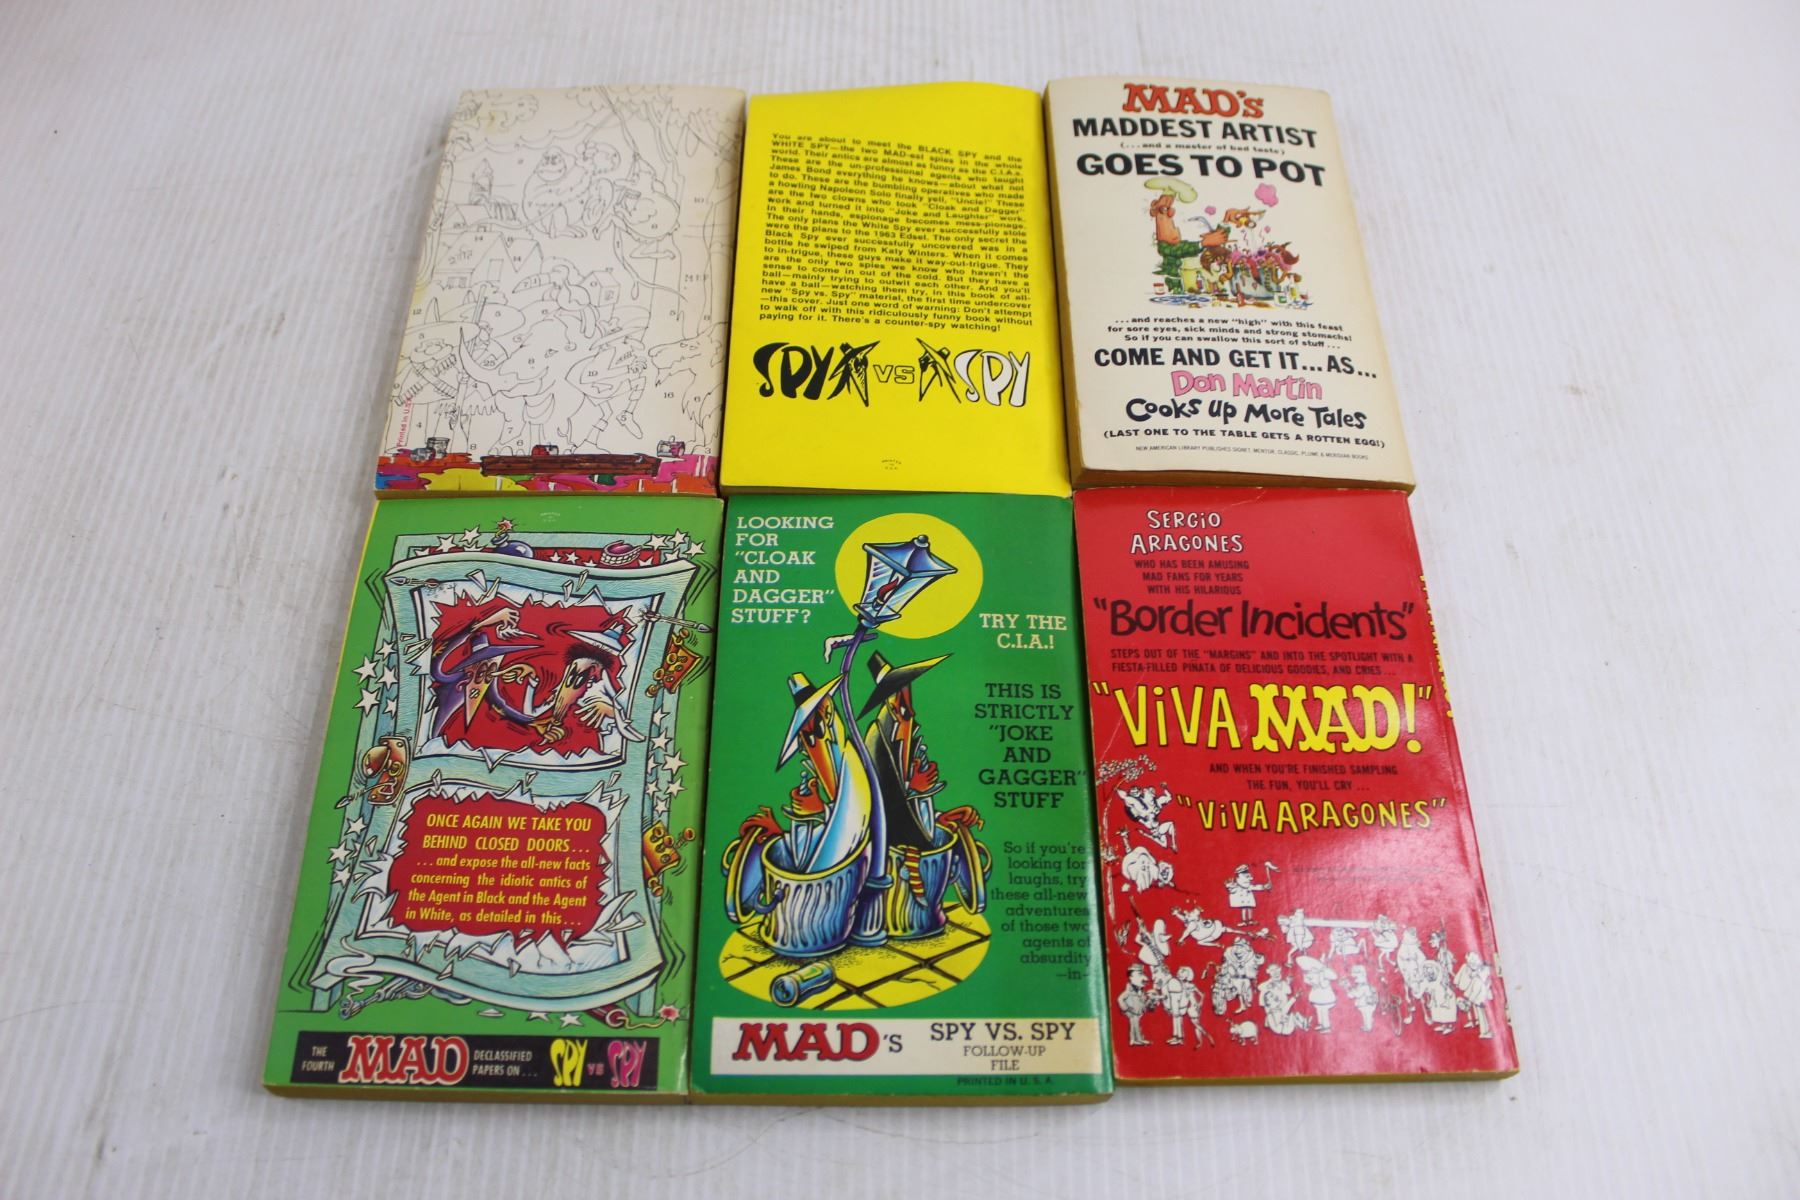 Printed in U.S.A.
You are about to meet the BLACK SPY and the
WHITE SPY—the two MAD-est spies in the whole
world. Their antics are almost as funny as the C.I.A.s
These are the un-professional agents who taught
James Bond everything he knows—about what not
to do. These are the bumbling operatives who made
a howling Napoleon Solo finally yell, "Uncle!" These
are the two clowns who took "Cloak and Dagger"
work and turned it into "Joke and Laughter" work.
In their hands, espionage becomes mess-pionage.
The only plans the White Spy ever successfully stole
were the plans to the 1963 Edsel. The only secret the
Black Spy ever successfully uncovered was in a
bottle he swiped from Katy Winters. When it comes
to in-trigue, these guys make it way-out-trigue. They
are the only two spies we know who haven't the
sense to come in out of the cold. But they have a
ball—mainly trying to outwit each other. And you'll
have a ball—watching them try, in this book of all-
new "Spy vs. Spy" material, the first time undercover
—this cover. Just one word of warning: Don't attempt
to walk off with this ridiculously funny book without
paying for it. There's a counter-spy watching!
SPY VS SPY
PRINTED
IN
U.S.A.
MAD's
MADDEST ARTIST
(...and a master of bad taste)
GOES TO POT
...and reaches a new "high" with this feast
for sore eyes, sick minds and strong stomachs!
So if you can swallow this sort of stuff...
COME AND GET IT...AS...
Don Martin
Cooks Up More Tales
(LAST ONE TO THE TABLE GETS A ROTTEN EGG!)
NEW AMERICAN LIBRARY PUBLISHES SIGNET, MENTOR, CLASSIC, PLUME & MERIDIAN BOOKS
ONCE AGAIN WE TAKE YOU
BEHIND CLOSED DOORS...
...and expose the all-new facts
concerning the idiotic antics of
the Agent in Black and the Agent
in White, as detailed in this...
THE
FOURTH
MAD
DECLASSIFIED
PAPERS ON...
SPY VS SPY
LOOKING
FOR
"CLOAK
AND
DAGGER"
STUFF?
TRY THE
C.I.A.!
THIS IS
STRICTLY
"JOKE
AND
GAGGER"
STUFF
So if you're
looking for
laughs, try
these all-new
adventures
of those two
agents of
absurdity
—in—
MAD's
SPY VS. SPY
FOLLOW-UP
FILE
PRINTED IN U.S.A.
SERGIO
ARAGONES
WHO HAS BEEN AMUSING
MAD FANS FOR YEARS
WITH HIS HILARIOUS
"Border Incidents"
STEPS OUT OF THE "MARGINS" AND INTO THE SPOTLIGHT WITH A
FIESTA-FILLED PIÑATA OF DELICIOUS GOODIES, AND CRIES...
"ViVA MAD!"
AND WHEN YOU'RE FINISHED SAMPLING
THE FUN, YOU'LL CRY...
"ViVA ARAGONES"